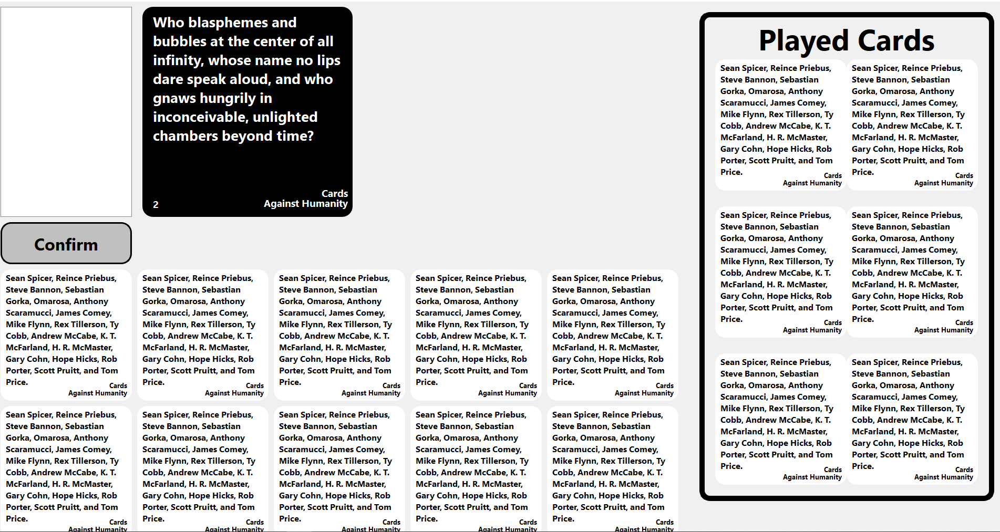 Who blasphemes and
bubbles at the center of all
infinity, whose name no lips
dare speak aloud, and who
gnaws hungrily in
inconceivable, unlighted
chambers beyond time?
2
Cards
Against Humanity
Confirm
Sean Spicer, Reince Priebus,
Steve Bannon, Sebastian
Gorka, Omarosa, Anthony
Scaramucci, James Comey,
Mike Flynn, Rex Tillerson, Ty
Cobb, Andrew McCabe, K. T.
McFarland, H. R. McMaster,
Gary Cohn, Hope Hicks, Rob
Porter, Scott Pruitt, and Tom
Price.
Cards
Against Humanity
Sean Spicer, Reince Priebus,
Steve Bannon, Sebastian
Gorka, Omarosa, Anthony
Scaramucci, James Comey,
Mike Flynn, Rex Tillerson, Ty
Cobb, Andrew McCabe, K. T.
McFarland, H. R. McMaster,
Gary Cohn, Hope Hicks, Rob
Porter, Scott Pruitt, and Tom
Price.
Cards
Against Humanity
Sean Spicer, Reince Priebus,
Steve Bannon, Sebastian
Gorka, Omarosa, Anthony
Scaramucci, James Comey,
Mike Flynn, Rex Tillerson, Ty
Cobb, Andrew McCabe, K. T.
McFarland, H. R. McMaster,
Gary Cohn, Hope Hicks, Rob
Porter, Scott Pruitt, and Tom
Price.
Cards
Against Humanity
Sean Spicer, Reince Priebus,
Steve Bannon, Sebastian
Gorka, Omarosa, Anthony
Scaramucci, James Comey,
Mike Flynn, Rex Tillerson, Ty
Cobb, Andrew McCabe, K. T.
McFarland, H. R. McMaster,
Gary Cohn, Hope Hicks, Rob
Porter, Scott Pruitt, and Tom
Price.
Cards
Against Humanity
Sean Spicer, Reince Priebus,
Steve Bannon, Sebastian
Gorka, Omarosa, Anthony
Scaramucci, James Comey,
Mike Flynn, Rex Tillerson, Ty
Cobb, Andrew McCabe, K. T.
McFarland, H. R. McMaster,
Gary Cohn, Hope Hicks, Rob
Porter, Scott Pruitt, and Tom
Price.
Cards
Against Humanity
Sean Spicer, Reince Priebus,
Steve Bannon, Sebastian
Gorka, Omarosa, Anthony
Scaramucci, James Comey,
Mike Flynn, Rex Tillerson, Ty
Cobb, Andrew McCabe, K. T.
McFarland, H. R. McMaster,
Gary Cohn, Hope Hicks, Rob
Porter, Scott Pruitt, and Tom
Price.
Cards
Against Humanity
Sean Spicer, Reince Priebus,
Steve Bannon, Sebastian
Gorka, Omarosa, Anthony
Scaramucci, James Comey,
Mike Flynn, Rex Tillerson, Ty
Cobb, Andrew McCabe, K. T.
McFarland, H. R. McMaster,
Gary Cohn, Hope Hicks, Rob
Porter, Scott Pruitt, and Tom
Price.
Cards
Against Humanity
Sean Spicer, Reince Priebus,
Steve Bannon, Sebastian
Gorka, Omarosa, Anthony
Scaramucci, James Comey,
Mike Flynn, Rex Tillerson, Ty
Cobb, Andrew McCabe, K. T.
McFarland, H. R. McMaster,
Gary Cohn, Hope Hicks, Rob
Porter, Scott Pruitt, and Tom
Price.
Cards
Against Humanity
Sean Spicer, Reince Priebus,
Steve Bannon, Sebastian
Gorka, Omarosa, Anthony
Scaramucci, James Comey,
Mike Flynn, Rex Tillerson, Ty
Cobb, Andrew McCabe, K. T.
McFarland, H. R. McMaster,
Gary Cohn, Hope Hicks, Rob
Porter, Scott Pruitt, and Tom
Price.
Cards
Against Humanity
Sean Spicer, Reince Priebus,
Steve Bannon, Sebastian
Gorka, Omarosa, Anthony
Scaramucci, James Comey,
Mike Flynn, Rex Tillerson, Ty
Cobb, Andrew McCabe, K. T.
McFarland, H. R. McMaster,
Gary Cohn, Hope Hicks, Rob
Porter, Scott Pruitt, and Tom
Price.
Cards
Against Humanity
Played Cards
Sean Spicer, Reince Priebus,
Steve Bannon, Sebastian
Gorka, Omarosa, Anthony
Scaramucci, James Comey,
Mike Flynn, Rex Tillerson, Ty
Cobb, Andrew McCabe, K. T.
McFarland, H. R. McMaster,
Gary Cohn, Hope Hicks, Rob
Porter, Scott Pruitt, and Tom
Price.
Cards
Against Humanity
Sean Spicer, Reince Priebus,
Steve Bannon, Sebastian
Gorka, Omarosa, Anthony
Scaramucci, James Comey,
Mike Flynn, Rex Tillerson, Ty
Cobb, Andrew McCabe, K. T.
McFarland, H. R. McMaster,
Gary Cohn, Hope Hicks, Rob
Porter, Scott Pruitt, and Tom
Price.
Cards
Against Humanity
Sean Spicer, Reince Priebus,
Steve Bannon, Sebastian
Gorka, Omarosa, Anthony
Scaramucci, James Comey,
Mike Flynn, Rex Tillerson, Ty
Cobb, Andrew McCabe, K. T.
McFarland, H. R. McMaster,
Gary Cohn, Hope Hicks, Rob
Porter, Scott Pruitt, and Tom
Price.
Cards
Against Humanity
Sean Spicer, Reince Priebus,
Steve Bannon, Sebastian
Gorka, Omarosa, Anthony
Scaramucci, James Comey,
Mike Flynn, Rex Tillerson, Ty
Cobb, Andrew McCabe, K. T.
McFarland, H. R. McMaster,
Gary Cohn, Hope Hicks, Rob
Porter, Scott Pruitt, and Tom
Price.
Cards
Against Humanity
Sean Spicer, Reince Priebus,
Steve Bannon, Sebastian
Gorka, Omarosa, Anthony
Scaramucci, James Comey,
Mike Flynn, Rex Tillerson, Ty
Cobb, Andrew McCabe, K. T.
McFarland, H. R. McMaster,
Gary Cohn, Hope Hicks, Rob
Porter, Scott Pruitt, and Tom
Price.
Cards
Against Humanity
Sean Spicer, Reince Priebus,
Steve Bannon, Sebastian
Gorka, Omarosa, Anthony
Scaramucci, James Comey,
Mike Flynn, Rex Tillerson, Ty
Cobb, Andrew McCabe, K. T.
McFarland, H. R. McMaster,
Gary Cohn, Hope Hicks, Rob
Porter, Scott Pruitt, and Tom
Price.
Cards
Against Humanity